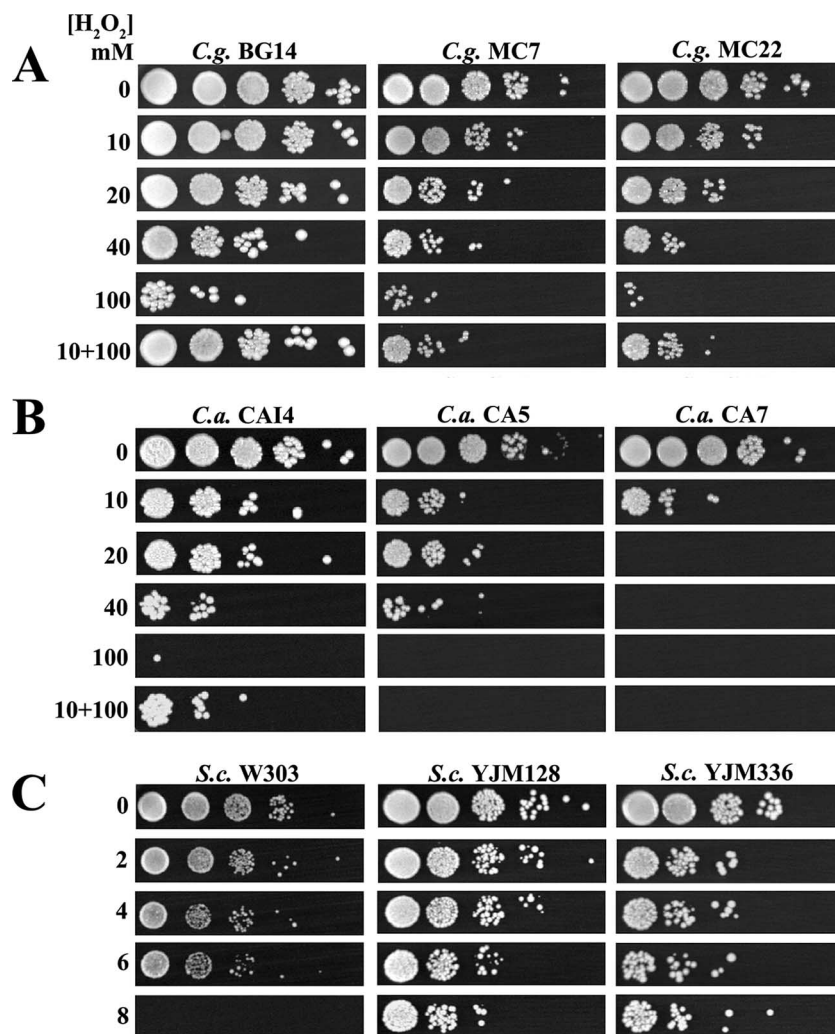 [H₂O₂]
mM
A
C.g. BG14 C.g. MC7 C.g. MC22
0
10
20
40
100
10+100
B
C.a. CAI4 C.a. CA5 C.a. CA7
0
10
20
40
100
10+100
C
S.c. W303 S.c. YJM128 S.c. YJM336
0
2
4
6
8